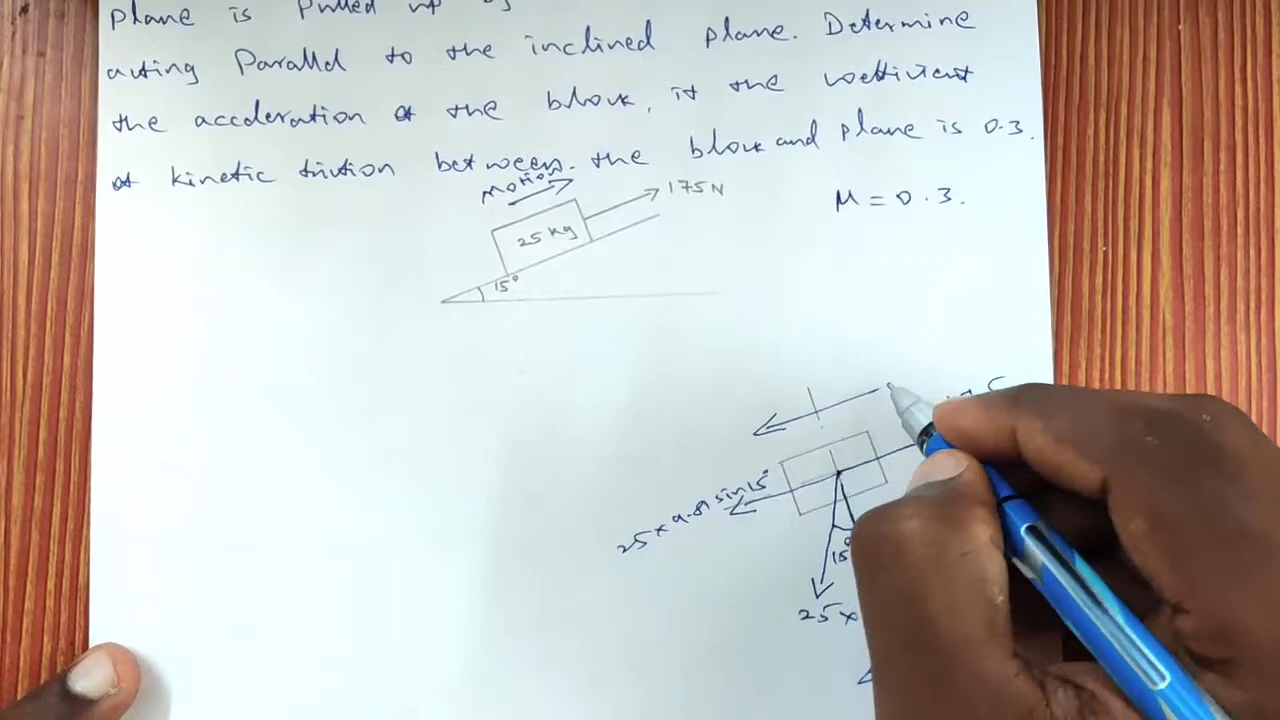 plane is Pulled up by
acting Parallel to the inclined plane. Determine
the acceleration of the block, if the coefficient
of kinetic friction between the block and plane is 0.3.
Motion
175N
μ = 0.3.
25 kg
15°
25 x 9.81 sin 15°
15
25 x